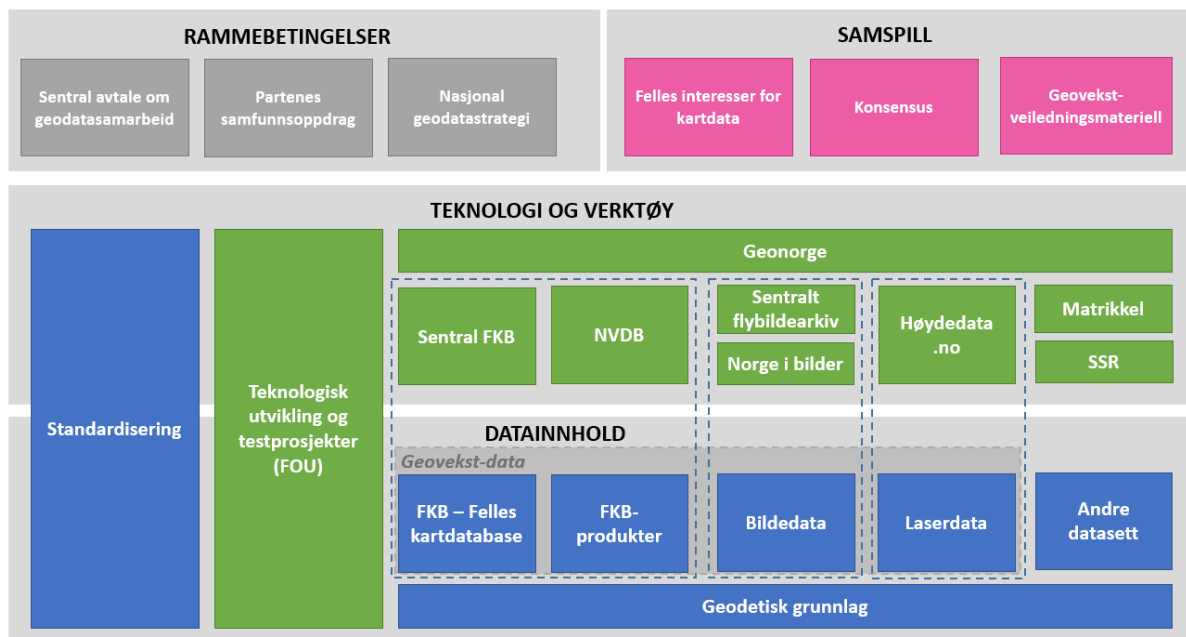 RAMMEBETINGELSER
Sentral avtale om
geodatasamarbeid
Partenes
samfunnsoppdrag
Nasjonal
geodatastrategi
SAMSPILL
Felles interesser for
kartdata
Konsensus
Geovekst-
veiledningsmateriell
TEKNOLOGI OG VERKTØY
Standardisering
Teknologisk
utvikling og
testprosjekter
(FOU)
Geonorge
Sentral FKB
NVDB
Sentralt
flybildearkiv
Norge i bilder
Høydedata
.no
Matrikkel
SSR
DATAINNHOLD
Geovekst-data
FKB – Felles
kartdatabase
FKB-
produkter
Bildedata
Laserdata
Andre
datasett
Geodetisk grunnlag